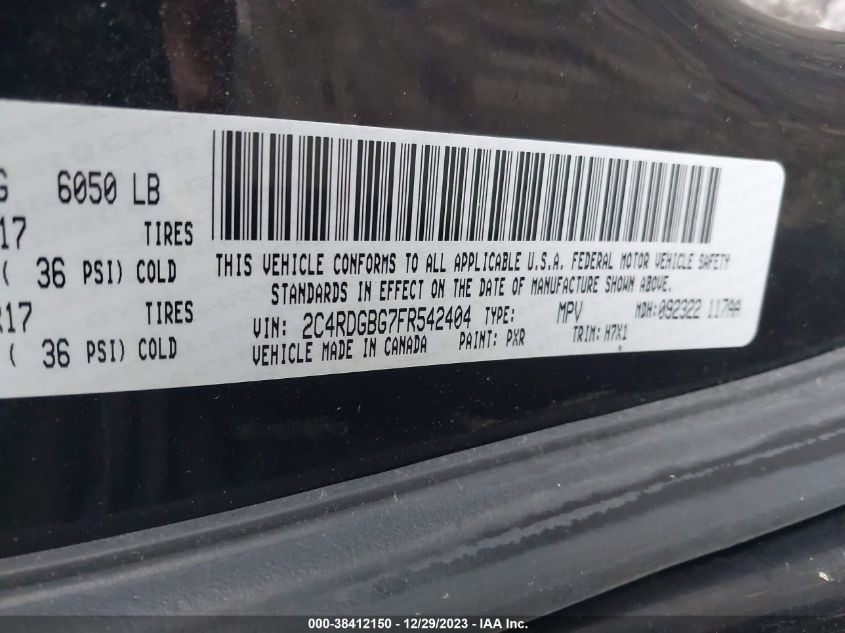 G 6050 LB
17 TIRES
( 36 PSI) COLD
R17 TIRES
( 36 PSI) COLD
THIS VEHICLE CONFORMS TO ALL APPLICABLE U.S.A. FEDERAL MOTOR VEHICLE SAFETY
STANDARDS IN EFFECT ON THE DATE OF MANUFACTURE SHOWN ABOVE.
VIN: 2C4RDGBG7FR542404 TYPE: MPV MDH:092322 117AA
VEHICLE MADE IN CANADA PAINT: PXR TRIM: H7X1
000-38412150 - 12/29/2023 - IAA Inc.